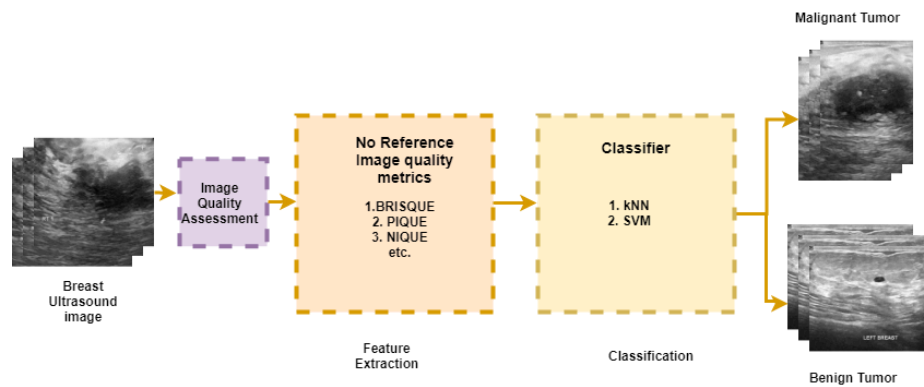 Malignant Tumor
No Reference
Image quality
metrics
1.BRISQUE
2. PIQUE
3. NIQUE
etc.
Classifier
1. kNN
2. SVM
Image
Quality
Assessment
Breast
Ultrasound
image
Feature
Extraction
Classification
LEFT BREAST
Benign Tumor